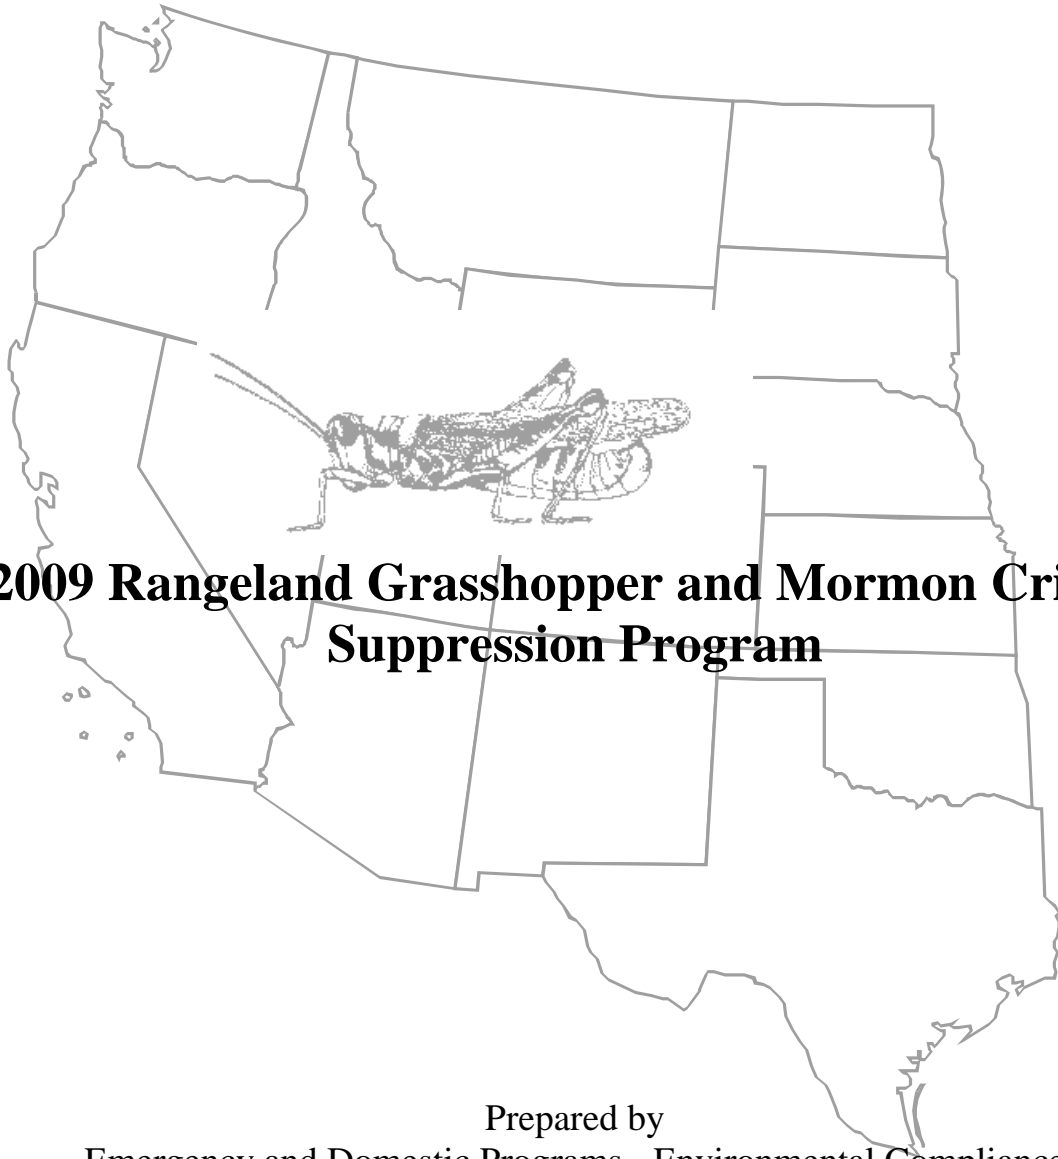 2009 Rangeland Grasshopper and Mormon Cri
Suppression Program
Prepared by
Emergency and Domestic Programs - Environmental Compliance